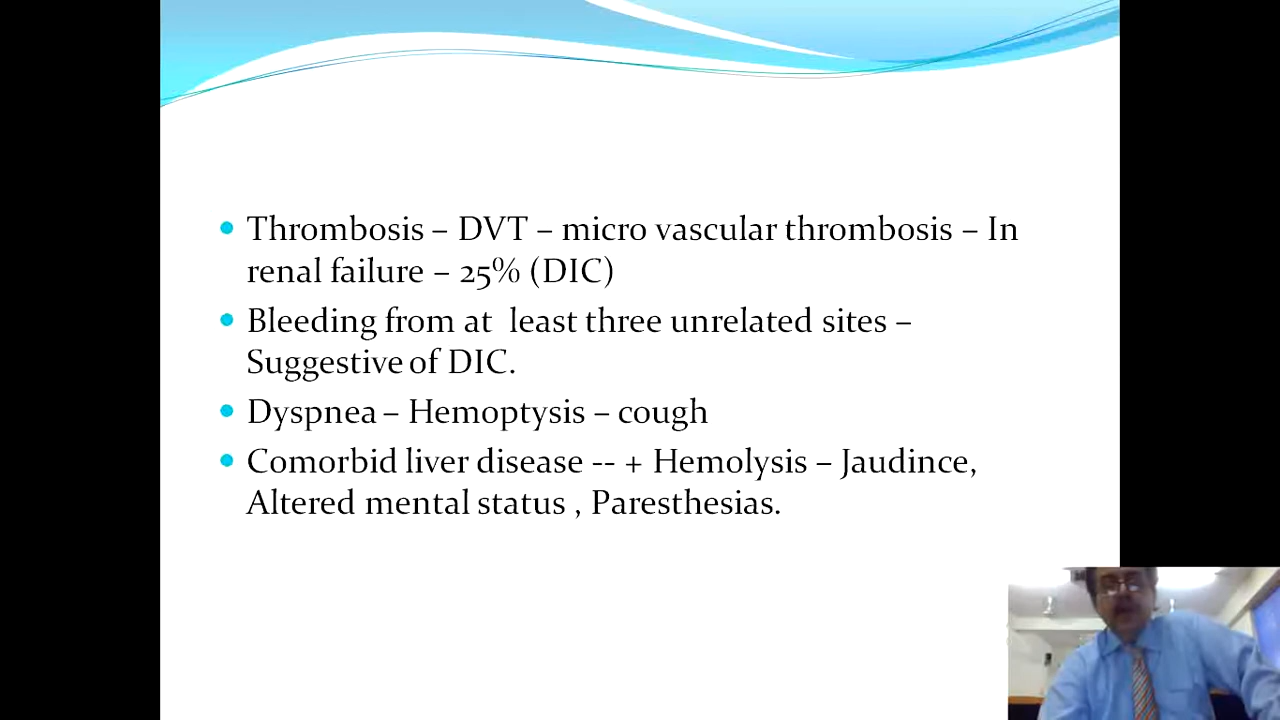 Thrombosis – DVT – micro vascular thrombosis – In
renal failure – 25% (DIC)
Bleeding from at  least three unrelated sites –
Suggestive of DIC.
Dyspnea – Hemoptysis – cough
Comorbid liver disease -- + Hemolysis – Jaudince,
Altered mental status , Paresthesias.